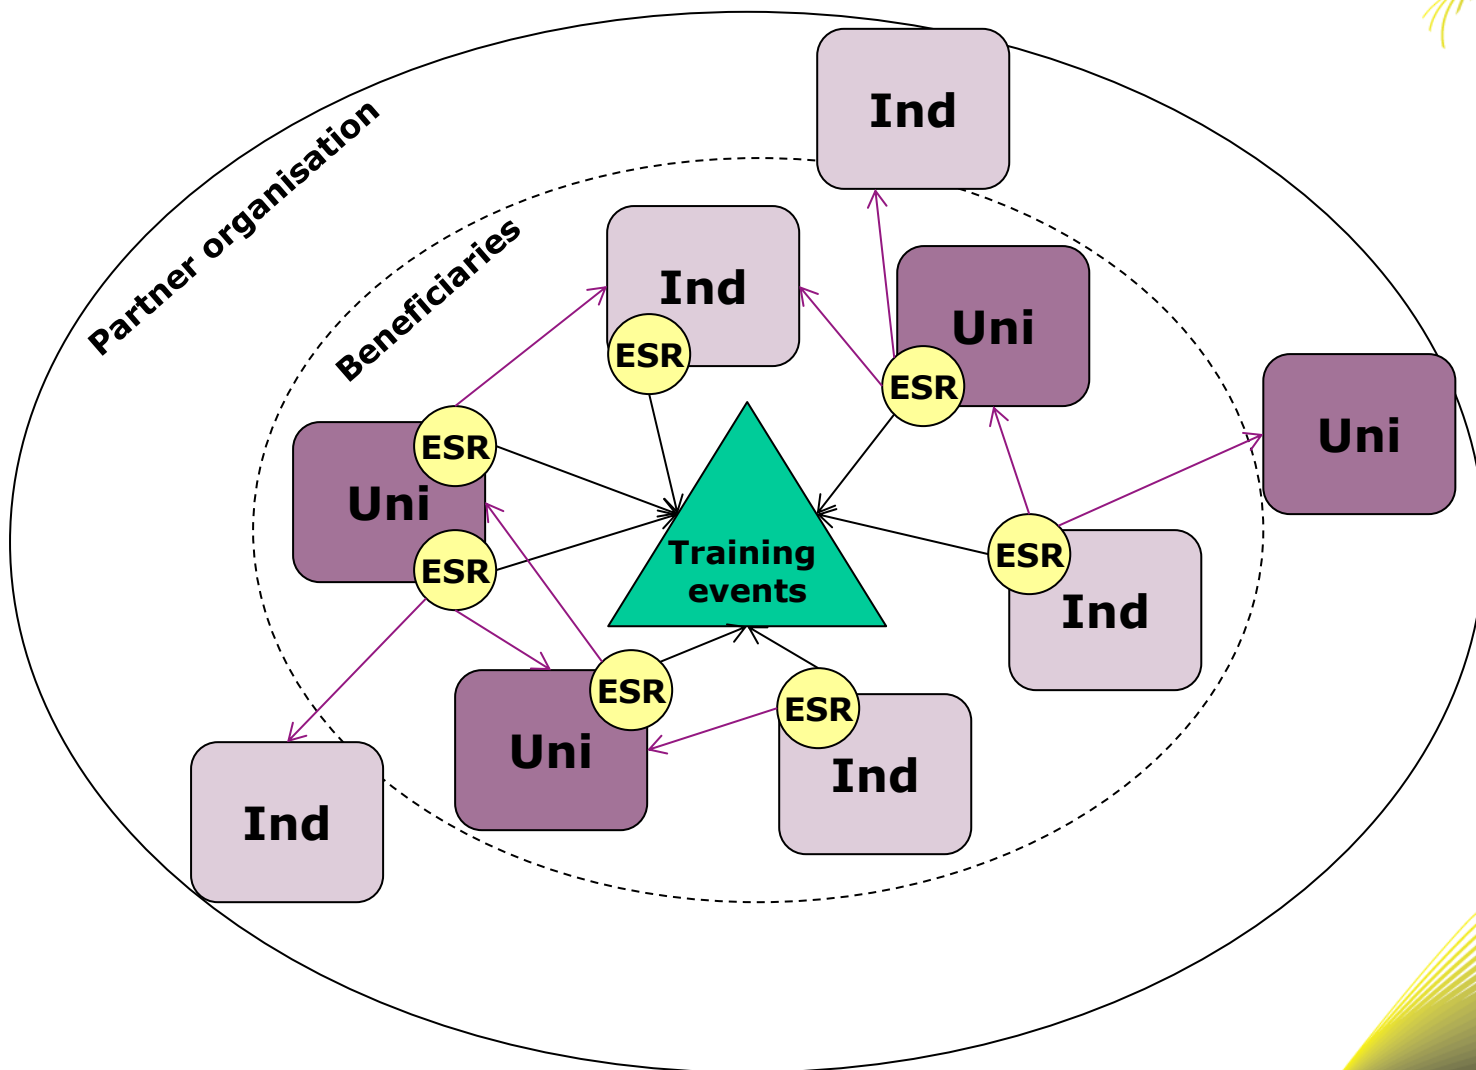 Partner organisation
Beneficiaries
Ind
Ind
ESR
Uni
ESR
Uni
ESR
Uni
ESR
Training
events
ESR
Ind
ESR
Uni
ESR
Ind
Ind